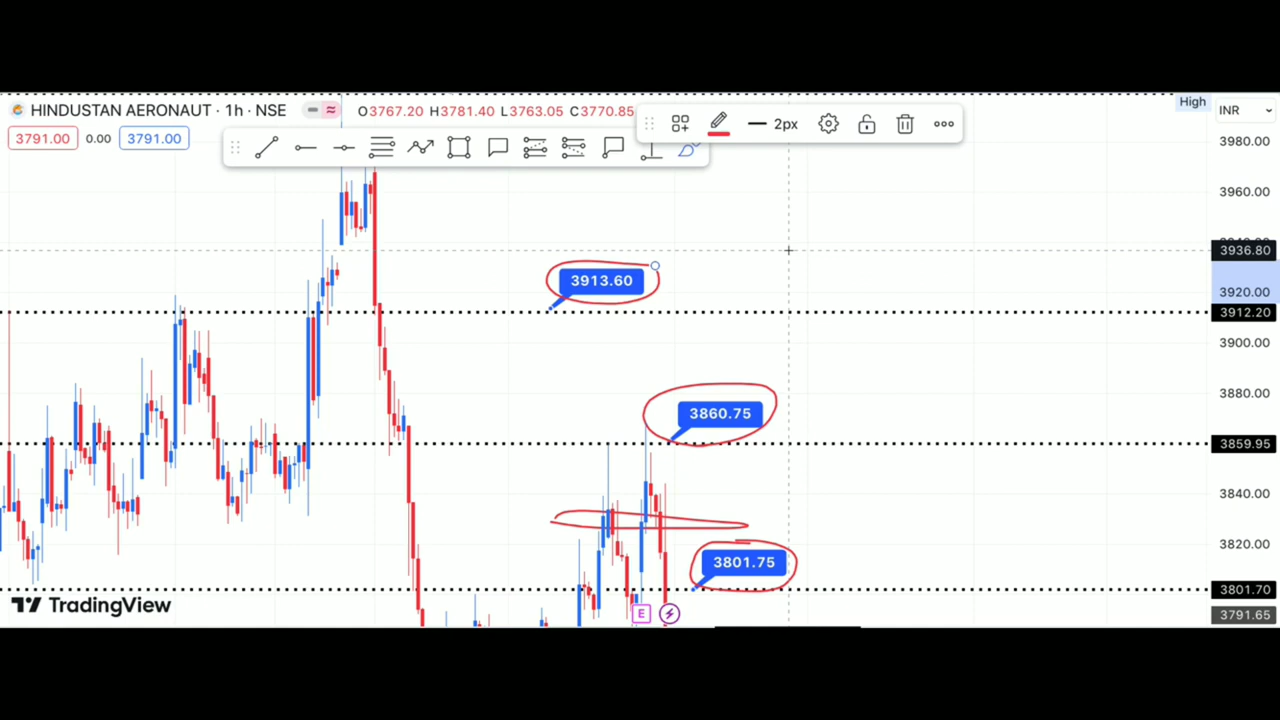 HINDUSTAN AERONAUT · 1h · NSE
O3767.20 H3781.40 L3763.05 C3770.85
High
INR
3791.00 0.00 3791.00
2px
3980.00
3960.00
3936.80
3913.60
3920.00
3912.20
3900.00
3880.00
3860.75
3859.95
3840.00
3820.00
3801.75
3801.70
TradingView
E
3791.65